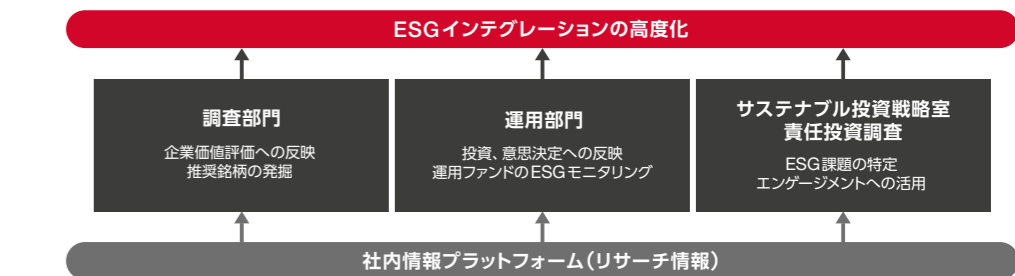 ESGインテグレーションの高度化
調査部門
企業価値評価への反映
推奨銘柄の発掘
運用部門
投資、意思決定への反映
運用ファンドのESGモニタリング
サステナブル投資戦略室
責任投資調査
ESG課題の特定
エンゲージメントへの活用
社内情報プラットフォーム(リサーチ情報)